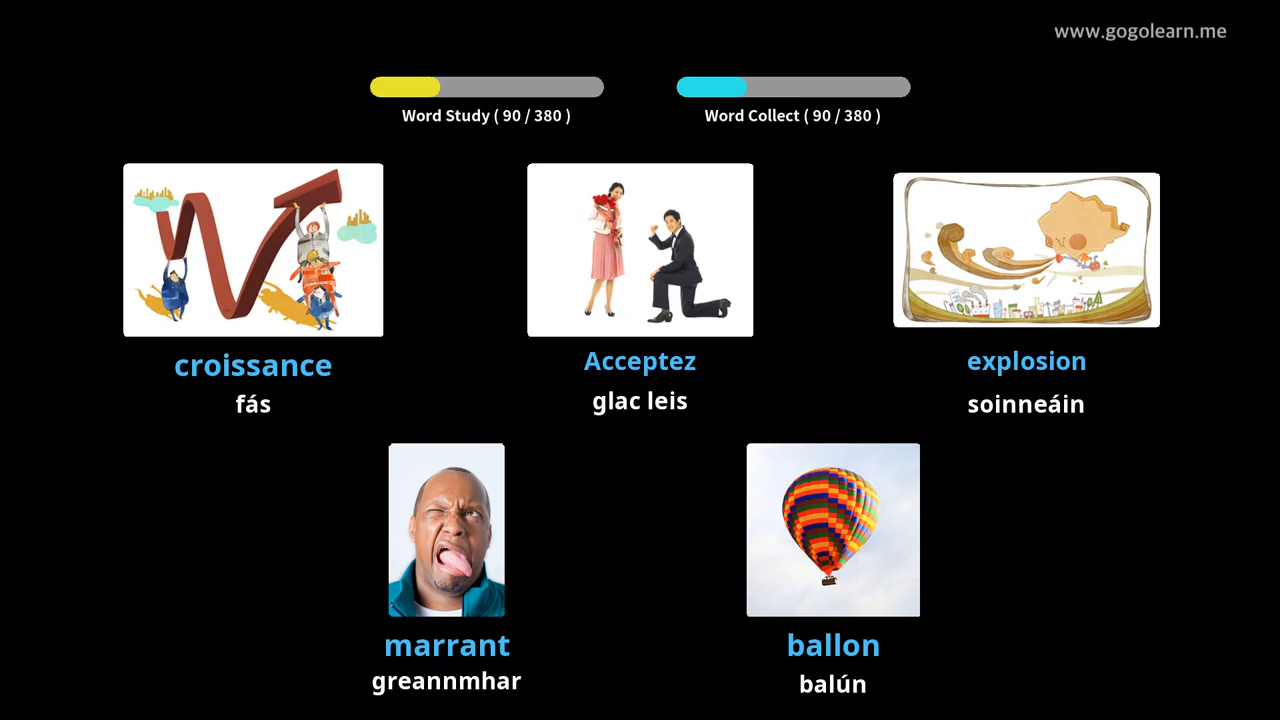 www.gogolearn.me
Word Study ( 90 / 380 )
Word Collect ( 90 / 380 )
croissance
fás
Acceptez
glac leis
explosion
soinneáin
marrant
greannmhar
ballon
balún